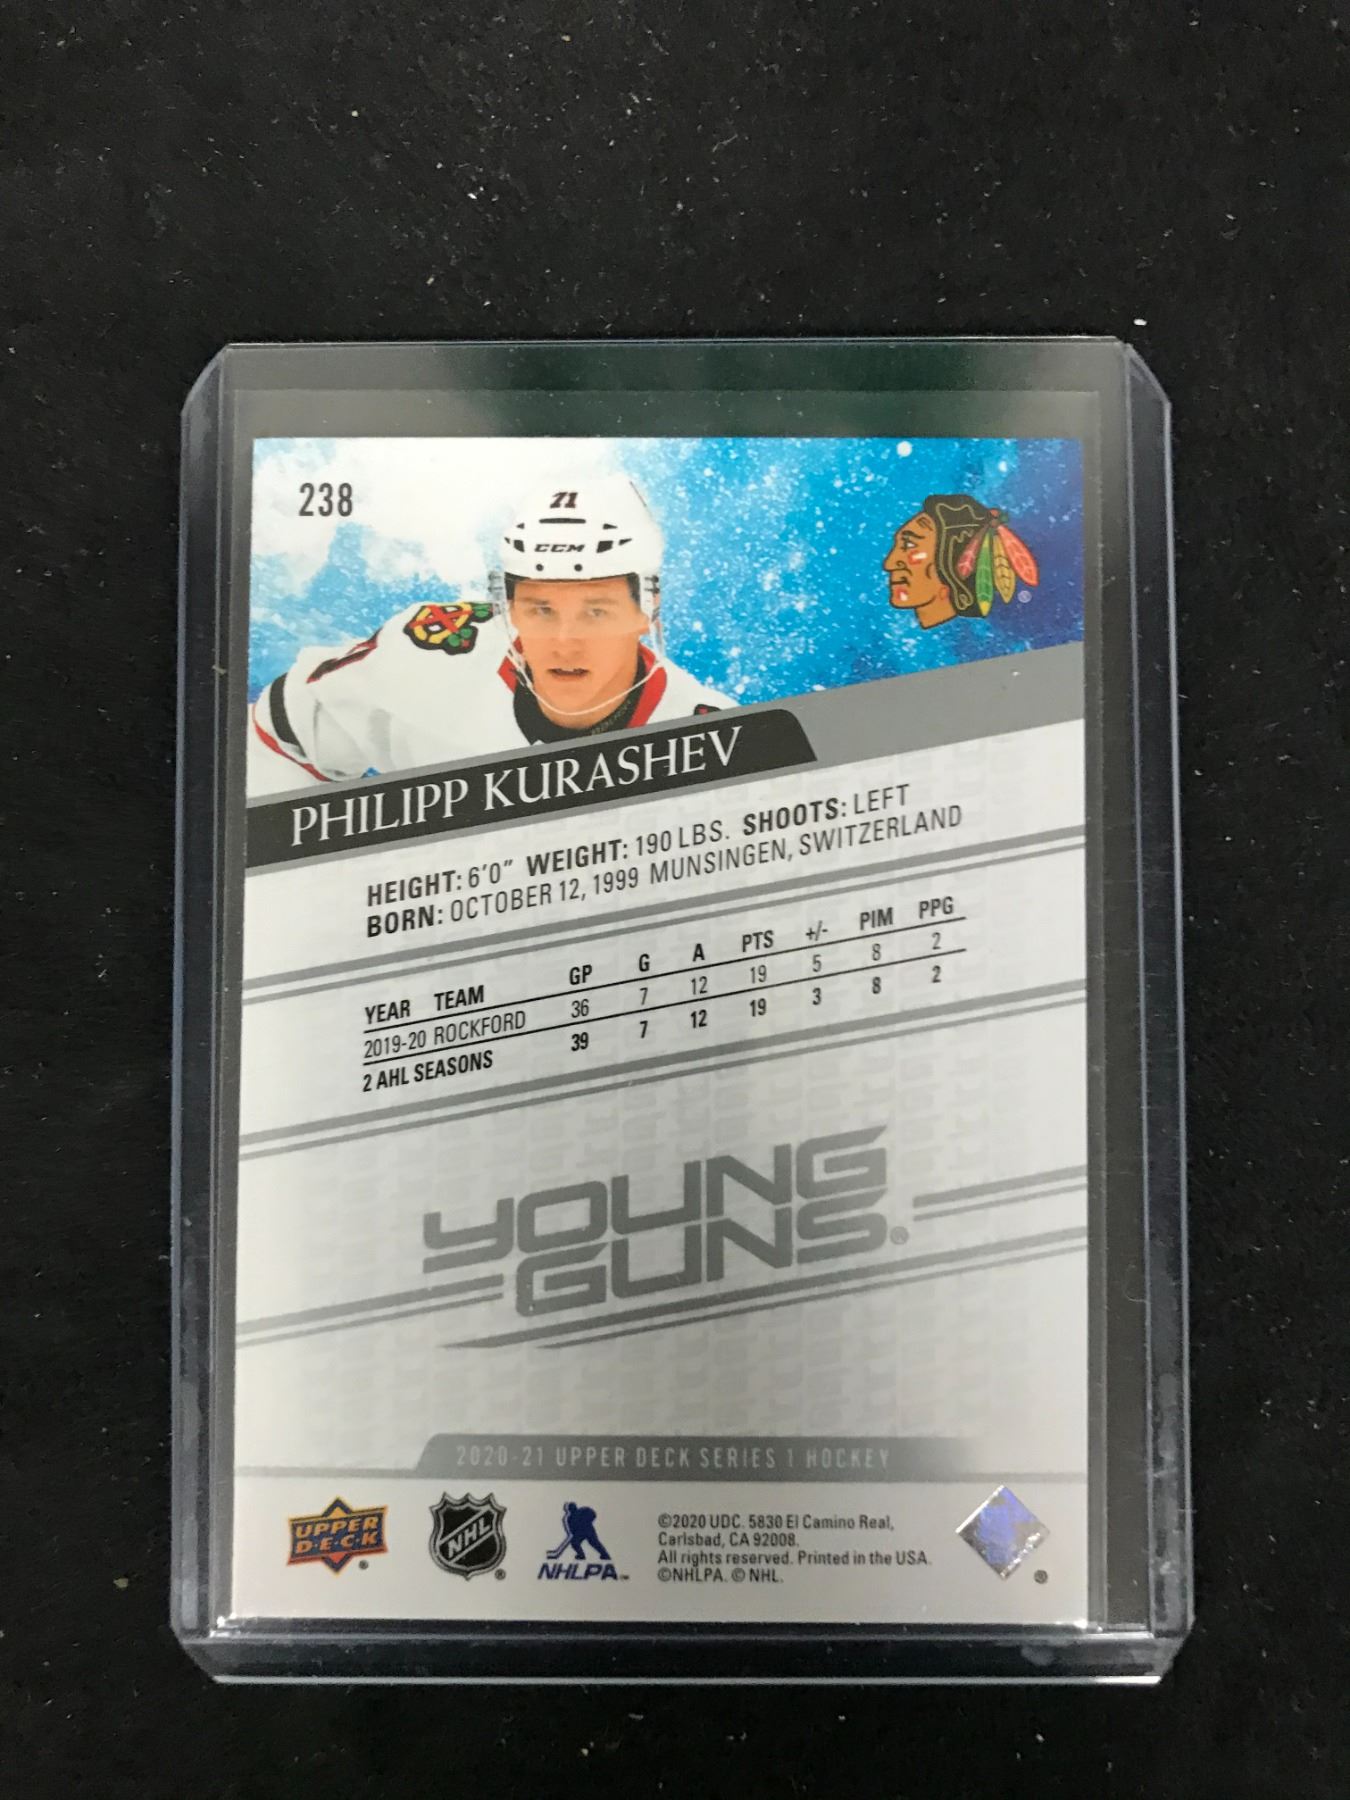 238
71
CCM
PHILIPP KURASHEV
HEIGHT: 6'0" WEIGHT: 190 LBS. SHOOTS: LEFT
BORN: OCTOBER 12, 1999 MUNSINGEN, SWITZERLAND
YEAR TEAM GP G A PTS +/- PIM PPG
2019-20 ROCKFORD 36 7 12 19 5 8 2
2 AHL SEASONS 39 7 12 19 3 8 2
YOUNG
GUNS®
2020-21 UPPER DECK SERIES 1 HOCKEY
UPPER
D·E·C·K
®
NHL
®
NHLPA™
©2020 UDC. 5830 El Camino Real,
Carlsbad, CA 92008.
All rights reserved. Printed in the USA.
©NHLPA. © NHL.
®